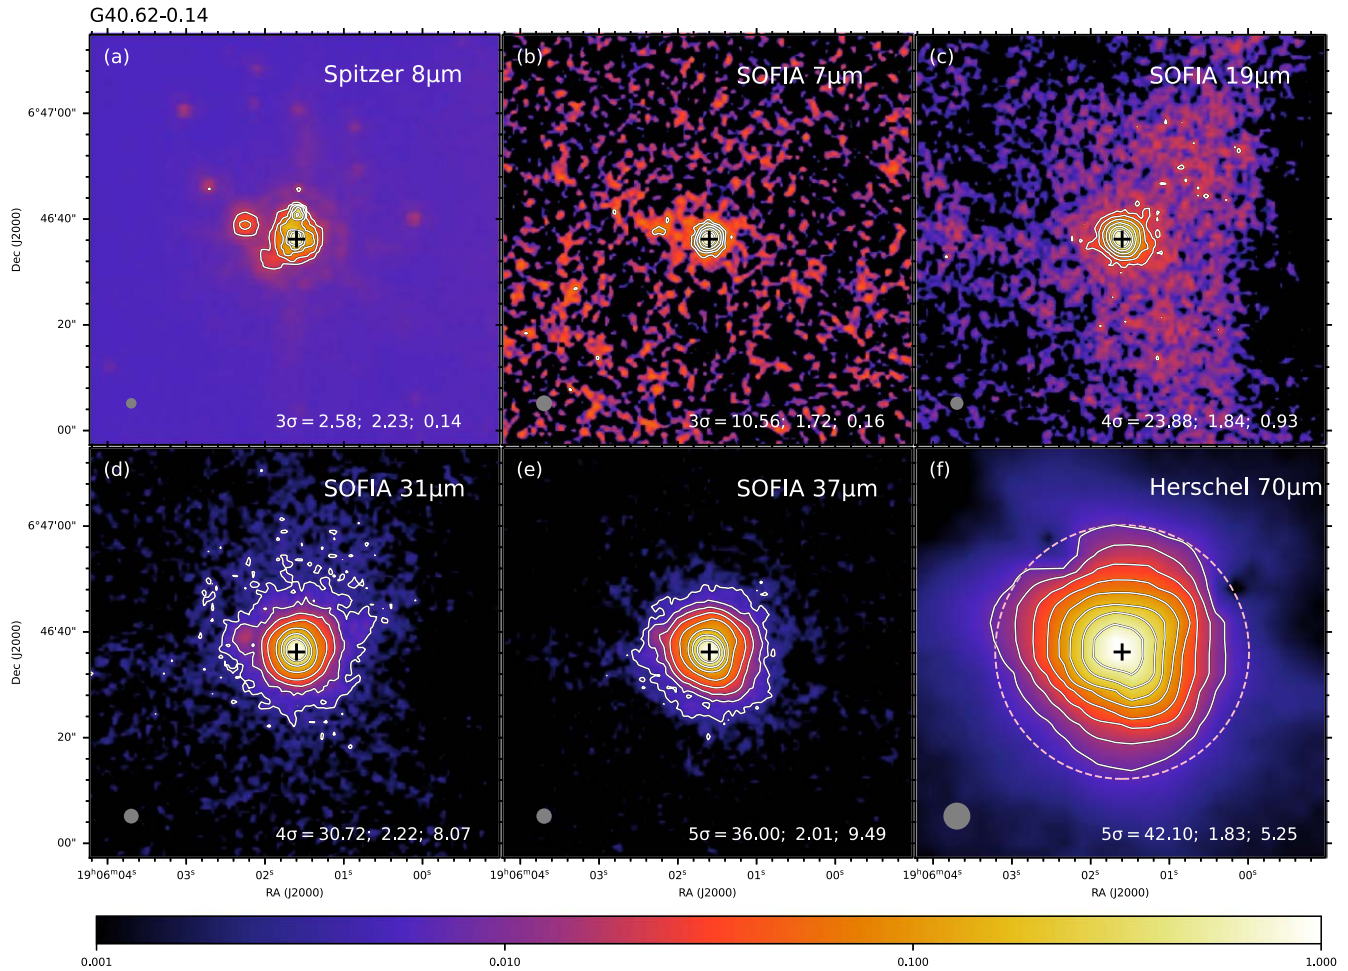 G40.62-0.14
(a)
Spitzer 8μm
3σ=2.58; 2.23; 0.14
(b)
SOFIA 7μm
3σ=10.56; 1.72; 0.16
(c)
SOFIA 19μm
4σ=23.88; 1.84; 0.93
6°47'00"
46'40"
20"
00"
Dec (J2000)
(d)
SOFIA 31μm
4σ=30.72; 2.22; 8.07
(e)
SOFIA 37μm
5σ=36.00; 2.01; 9.49
(f)
Herschel 70μm
5σ=42.10; 1.83; 5.25
6°47'00"
46'40"
20"
00"
Dec (J2000)
19ʰ06ᵐ04ˢ 03ˢ 02ˢ 01ˢ 00ˢ
RA (J2000)
19ʰ06ᵐ04ˢ 03ˢ 02ˢ 01ˢ 00ˢ
RA (J2000)
19ʰ06ᵐ04ˢ 03ˢ 02ˢ 01ˢ 00ˢ
RA (J2000)
0.001 0.010 0.100 1.000